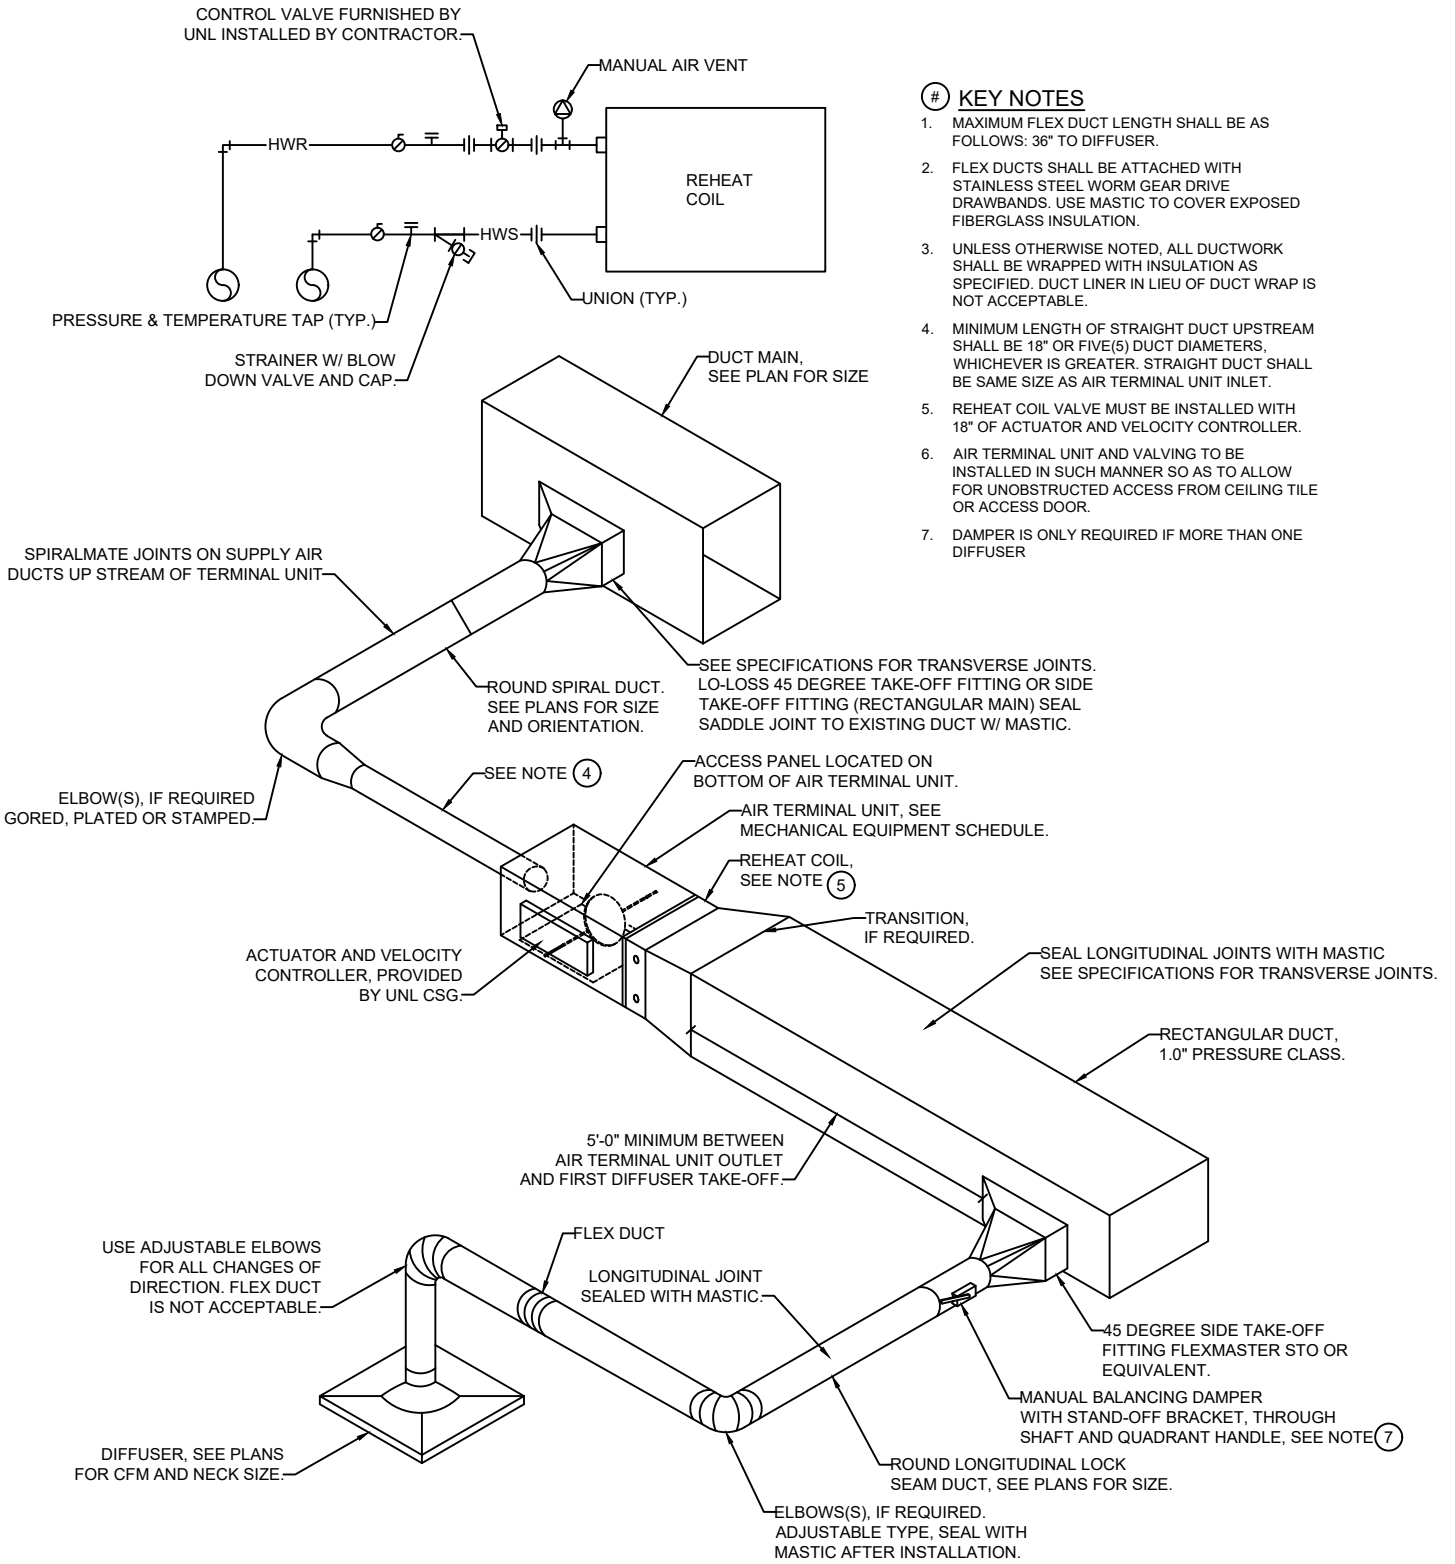 CONTROL VALVE FURNISHED BY
UNL INSTALLED BY CONTRACTOR.
MANUAL AIR VENT
HWR
REHEAT
COIL
HWS
UNION (TYP.)
PRESSURE & TEMPERATURE TAP (TYP.)
STRAINER W/ BLOW
DOWN VALVE AND CAP.
# KEY NOTES
1. MAXIMUM FLEX DUCT LENGTH SHALL BE AS
FOLLOWS: 36" TO DIFFUSER.
2. FLEX DUCTS SHALL BE ATTACHED WITH
STAINLESS STEEL WORM GEAR DRIVE
DRAWBANDS. USE MASTIC TO COVER EXPOSED
FIBERGLASS INSULATION.
3. UNLESS OTHERWISE NOTED, ALL DUCTWORK
SHALL BE WRAPPED WITH INSULATION AS
SPECIFIED. DUCT LINER IN LIEU OF DUCT WRAP IS
NOT ACCEPTABLE.
4. MINIMUM LENGTH OF STRAIGHT DUCT UPSTREAM
SHALL BE 18" OR FIVE(5) DUCT DIAMETERS,
WHICHEVER IS GREATER. STRAIGHT DUCT SHALL
BE SAME SIZE AS AIR TERMINAL UNIT INLET.
5. REHEAT COIL VALVE MUST BE INSTALLED WITH
18" OF ACTUATOR AND VELOCITY CONTROLLER.
6. AIR TERMINAL UNIT AND VALVING TO BE
INSTALLED IN SUCH MANNER SO AS TO ALLOW
FOR UNOBSTRUCTED ACCESS FROM CEILING TILE
OR ACCESS DOOR.
7. DAMPER IS ONLY REQUIRED IF MORE THAN ONE
DIFFUSER
DUCT MAIN,
SEE PLAN FOR SIZE
SPIRALMATE JOINTS ON SUPPLY AIR
DUCTS UP STREAM OF TERMINAL UNIT
ROUND SPIRAL DUCT.
SEE PLANS FOR SIZE
AND ORIENTATION.
SEE SPECIFICATIONS FOR TRANSVERSE JOINTS.
LO-LOSS 45 DEGREE TAKE-OFF FITTING OR SIDE
TAKE-OFF FITTING (RECTANGULAR MAIN) SEAL
SADDLE JOINT TO EXISTING DUCT W/ MASTIC.
ELBOW(S), IF REQUIRED
GORED, PLATED OR STAMPED.
SEE NOTE 4
ACCESS PANEL LOCATED ON
BOTTOM OF AIR TERMINAL UNIT.
AIR TERMINAL UNIT, SEE
MECHANICAL EQUIPMENT SCHEDULE.
REHEAT COIL,
SEE NOTE 5
TRANSITION,
IF REQUIRED.
ACTUATOR AND VELOCITY
CONTROLLER, PROVIDED
BY UNL CSG.
SEAL LONGITUDINAL JOINTS WITH MASTIC
SEE SPECIFICATIONS FOR TRANSVERSE JOINTS.
RECTANGULAR DUCT,
1.0" PRESSURE CLASS.
5'-0" MINIMUM BETWEEN
AIR TERMINAL UNIT OUTLET
AND FIRST DIFFUSER TAKE-OFF.
USE ADJUSTABLE ELBOWS
FOR ALL CHANGES OF
DIRECTION. FLEX DUCT
IS NOT ACCEPTABLE.
FLEX DUCT
LONGITUDINAL JOINT
SEALED WITH MASTIC.
45 DEGREE SIDE TAKE-OFF
FITTING FLEXMASTER STO OR
EQUIVALENT.
MANUAL BALANCING DAMPER
WITH STAND-OFF BRACKET, THROUGH
SHAFT AND QUADRANT HANDLE, SEE NOTE 7
DIFFUSER, SEE PLANS
FOR CFM AND NECK SIZE.
ROUND LONGITUDINAL LOCK
SEAM DUCT, SEE PLANS FOR SIZE.
ELBOWS(S), IF REQUIRED.
ADJUSTABLE TYPE, SEAL WITH
MASTIC AFTER INSTALLATION.